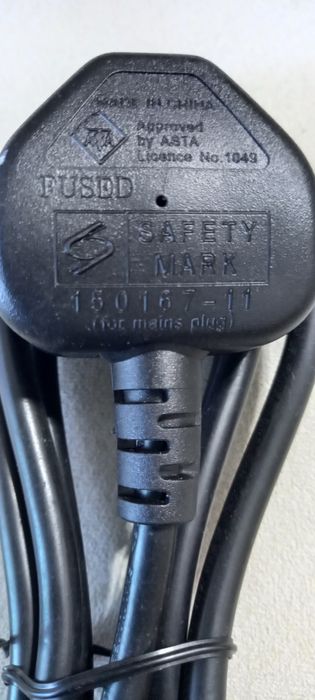 MADE IN CHINA
Approved
by ASTA
Licence No.1049
FUSED
SAFETY
MARK
150167-11
(for mains plug)